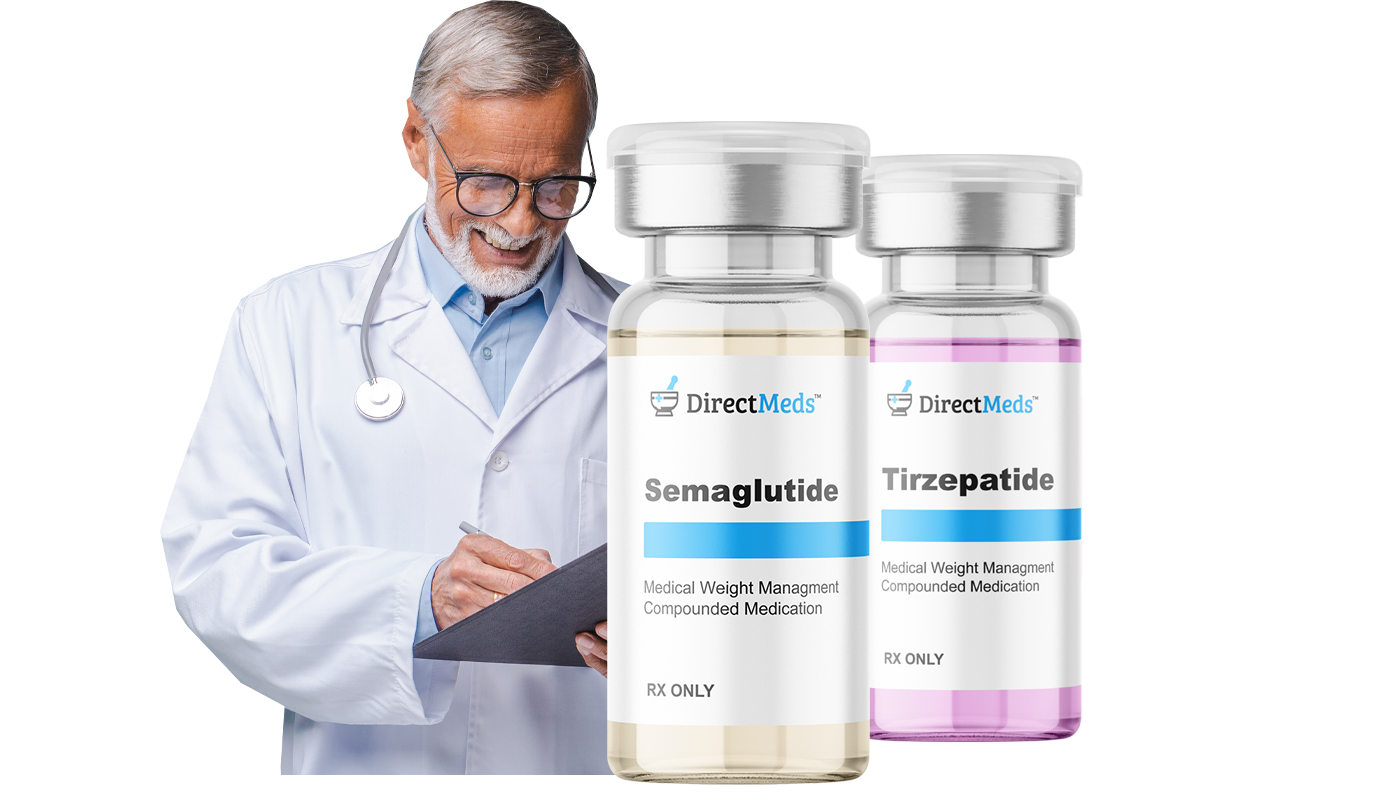 DirectMeds™
Semaglutide
Medical Weight Managment
Compounded Medication
RX ONLY
DirectMeds™
Tirzepatide
Medical Weight Managment
Compounded Medication
RX ONLY